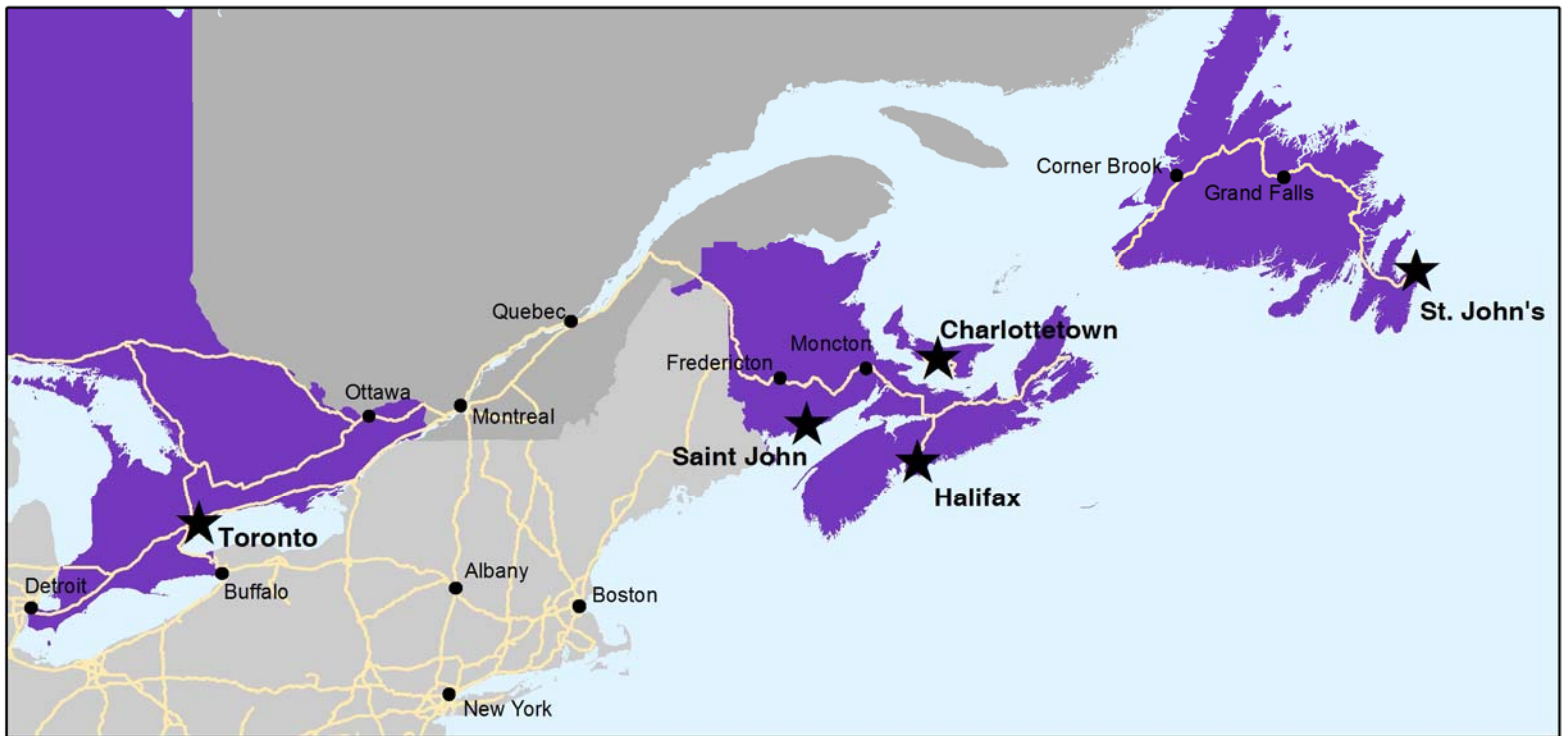 Corner Brook
Grand Falls
St. John's
Quebec
Charlottetown
Moncton
Fredericton
Ottawa
Montreal
Saint John
Halifax
Toronto
Albany
Detroit
Buffalo
Boston
New York